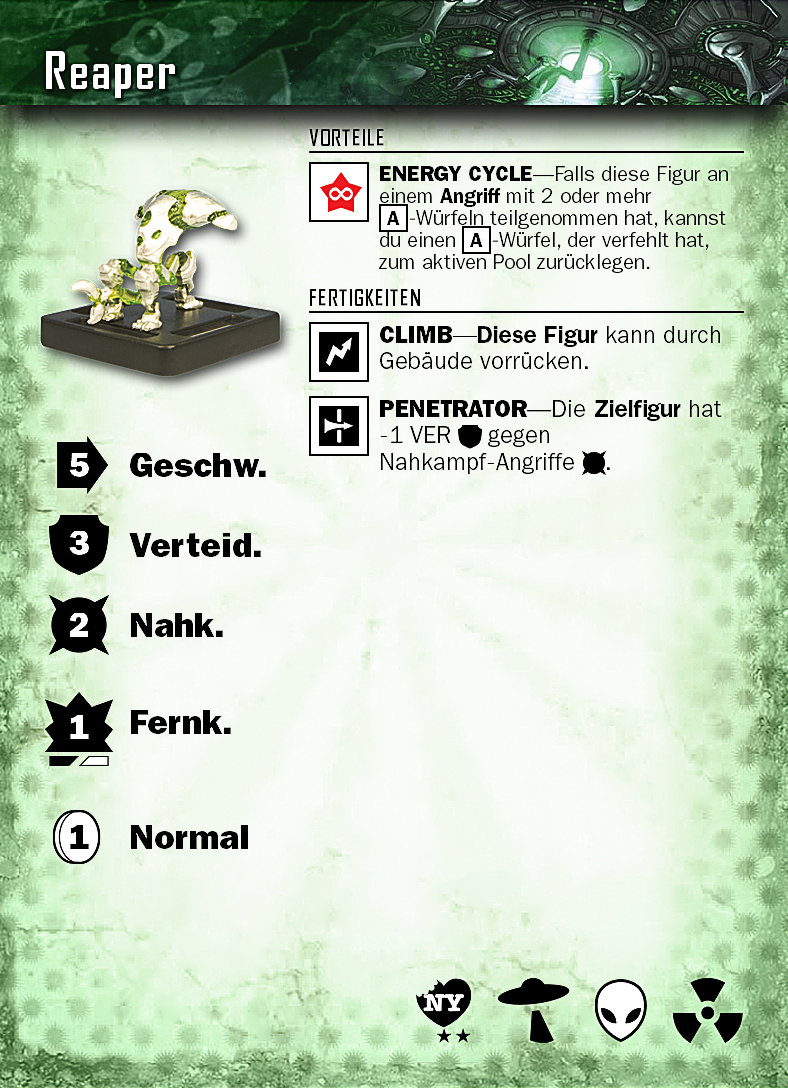 Reaper
VORTEILE
ENERGY CYCLE—Falls diese Figur an
einem Angriff mit 2 oder mehr
A-Würfeln teilgenommen hat, kannst
du einen A-Würfel, der verfehlt hat,
zum aktiven Pool zurücklegen.
FERTIGKEITEN
CLIMB—Diese Figur kann durch
Gebäude vorrücken.
PENETRATOR—Die Zielfigur hat
-1 VER gegen
Nahkampf-Angriffe .
5 Geschw.
3 Verteid.
2 Nahk.
1 Fernk.
1 Normal
NY